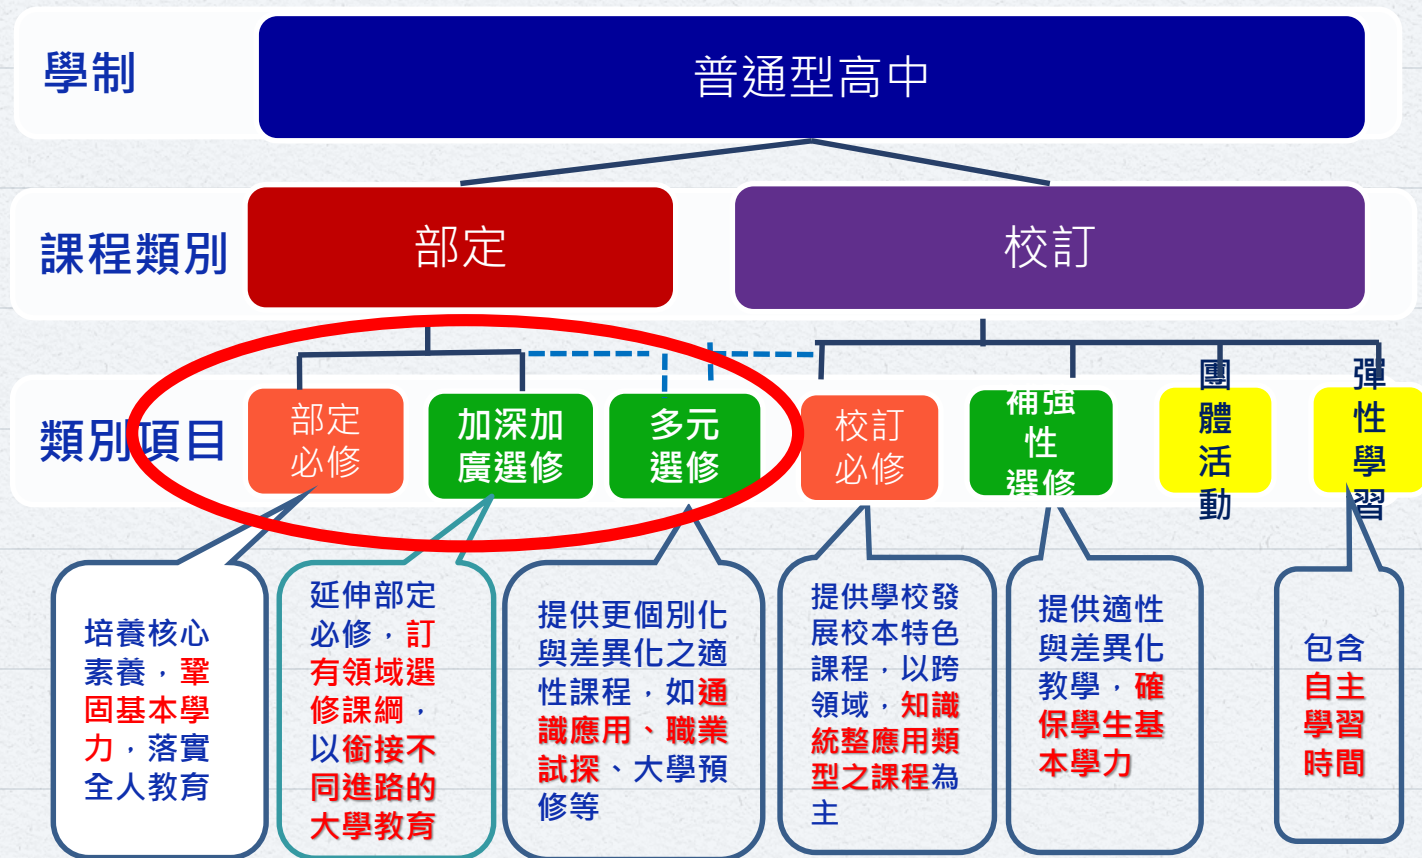 學制
普通型高中
課程類別
部定
校訂
類別項目
部定
必修
加深加
廣選修
多元
選修
校訂
必修
補強
性
選修
團
體
活
動
彈
性
學
習
培養核心
素養，鞏
固基本學
力，落實
全人教育
延伸部定
必修，訂
有領域選
修課綱，
以銜接不
同進路的
大學教育
提供更個別化
與差異化之適
性課程，如通
識應用、職業
試探、大學預
修等
提供學校發
展校本特色
課程，以跨
領域，知識
統整應用類
型之課程為
主
提供適性
與差異化
教學，確
保學生基
本學力
包含
自主
學習
時間